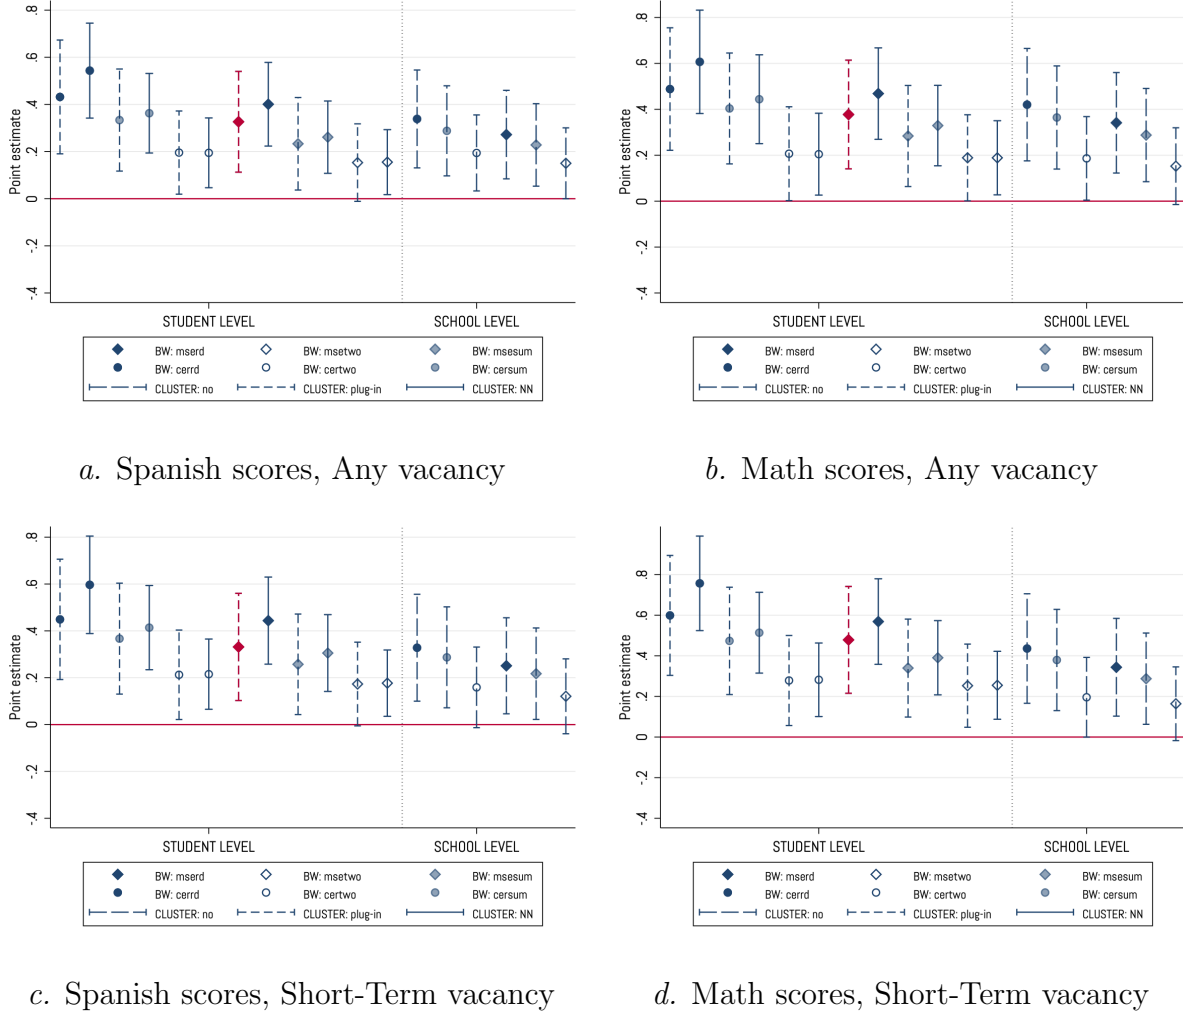 Point estimate
.8
.6
.4
.2
0
-.2
-.4
STUDENT LEVEL SCHOOL LEVEL
BW: mserd BW: msetwo BW: msesum
BW: cerrd BW: certwo BW: cersum
CLUSTER: no CLUSTER: plug-in CLUSTER: NN
a. Spanish scores, Any vacancy
Point estimate
.8
.6
.4
.2
0
-.2
-.4
STUDENT LEVEL SCHOOL LEVEL
BW: mserd BW: msetwo BW: msesum
BW: cerrd BW: certwo BW: cersum
CLUSTER: no CLUSTER: plug-in CLUSTER: NN
b. Math scores, Any vacancy
Point estimate
.8
.6
.4
.2
0
-.2
-.4
STUDENT LEVEL SCHOOL LEVEL
BW: mserd BW: msetwo BW: msesum
BW: cerrd BW: certwo BW: cersum
CLUSTER: no CLUSTER: plug-in CLUSTER: NN
c. Spanish scores, Short-Term vacancy
Point estimate
.8
.6
.4
.2
0
-.2
-.4
STUDENT LEVEL SCHOOL LEVEL
BW: mserd BW: msetwo BW: msesum
BW: cerrd BW: certwo BW: cersum
CLUSTER: no CLUSTER: plug-in CLUSTER: NN
d. Math scores, Short-Term vacancy